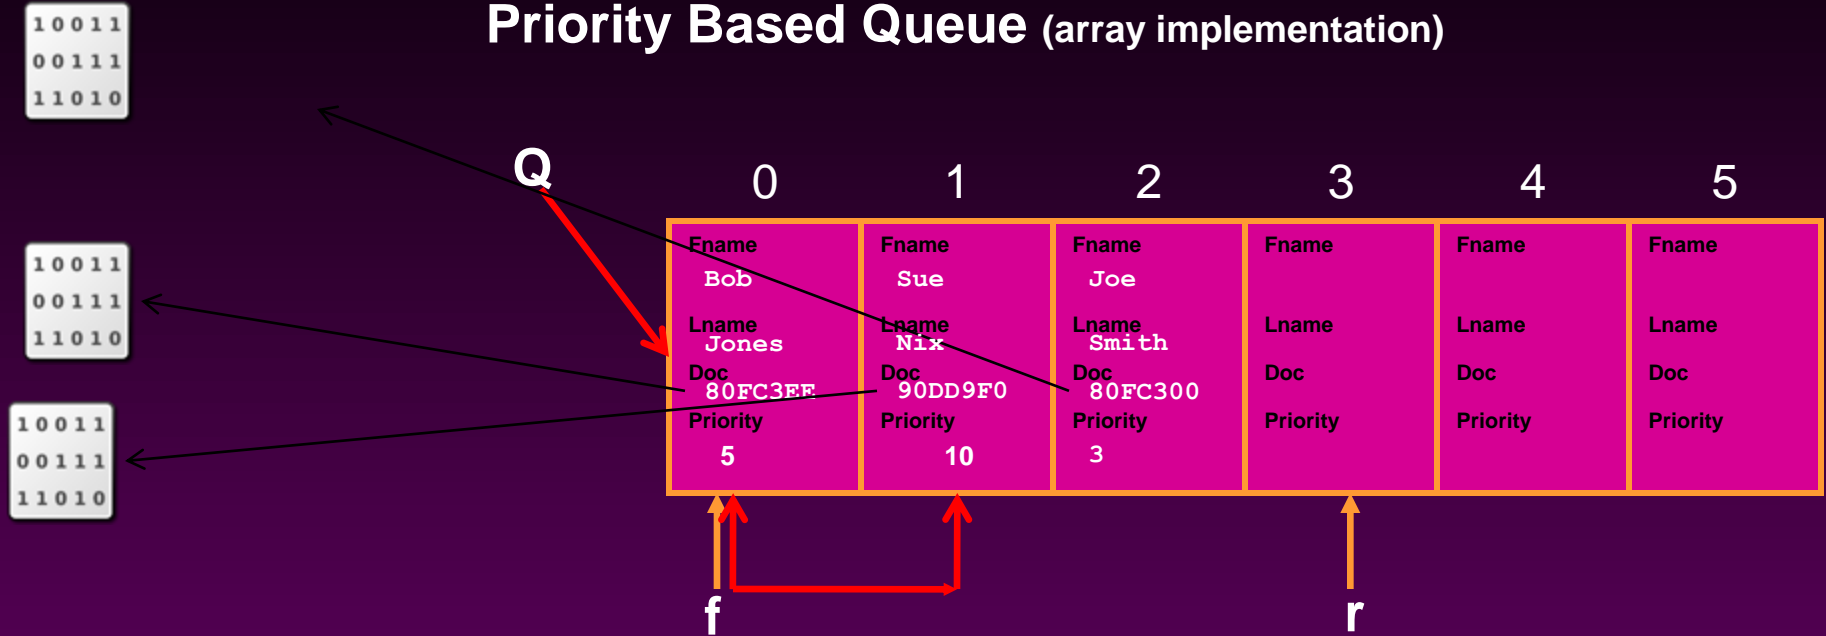 Priority Based Queue (array implementation)
10011
00111
11010
Q
0 1 2 3 4 5
10011
00111
11010
Fname Fname Fname Fname Fname Fname
Bob Sue Joe
Lname Lname Lname Lname Lname Lname
Jones Nix Smith
Doc Doc Doc Doc Doc Doc
80FC3EE 90DD9F0 80FC300
Priority Priority Priority Priority Priority Priority
5 10 3
10011
00111
11010
f r